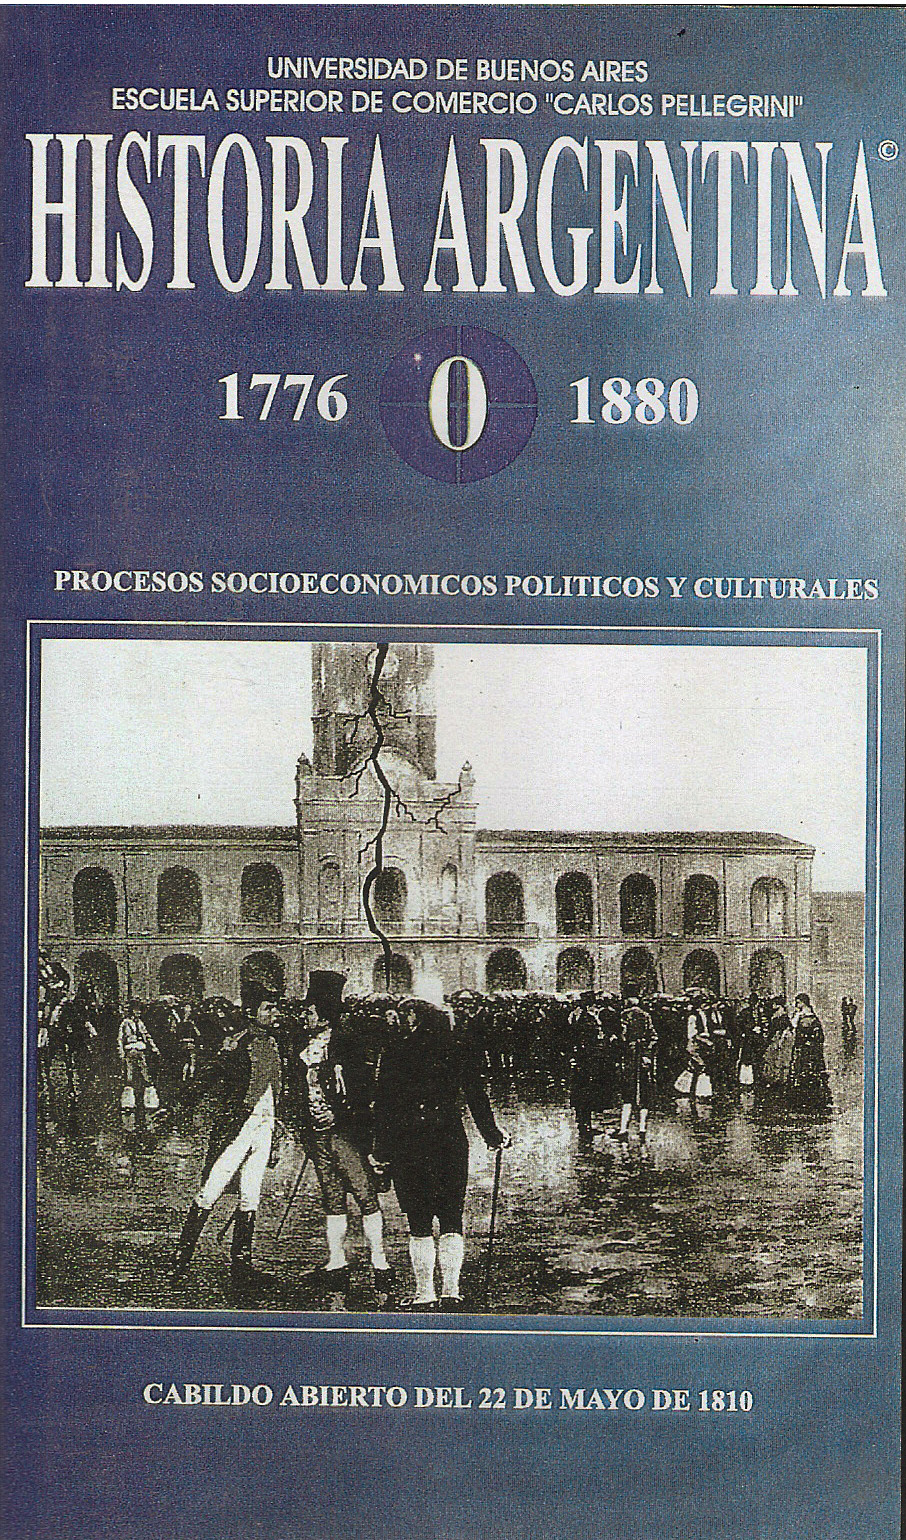 UNIVERSIDAD DE BUENOS AIRES
ESCUELA SUPERIOR DE COMERCIO "CARLOS PELLEGRINI"
HISTORIA ARGENTINA©
1776 0 1880
PROCESOS SOCIOECONOMICOS POLITICOS Y CULTURALES
CABILDO ABIERTO DEL 22 DE MAYO DE 1810